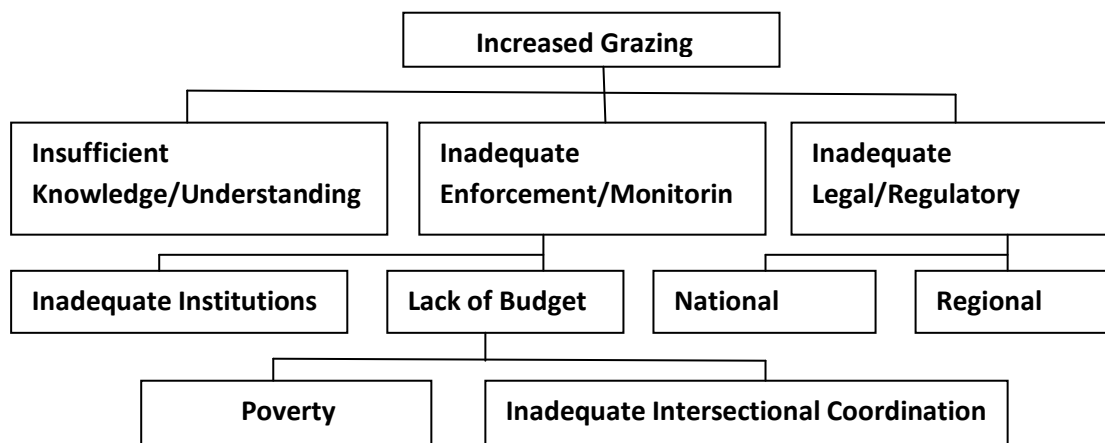 Increased Grazing
Insufficient
Knowledge/Understanding
Inadequate
Enforcement/Monitorin
Inadequate
Legal/Regulatory
Inadequate Institutions
Lack of Budget
National
Regional
Poverty
Inadequate Intersectional Coordination